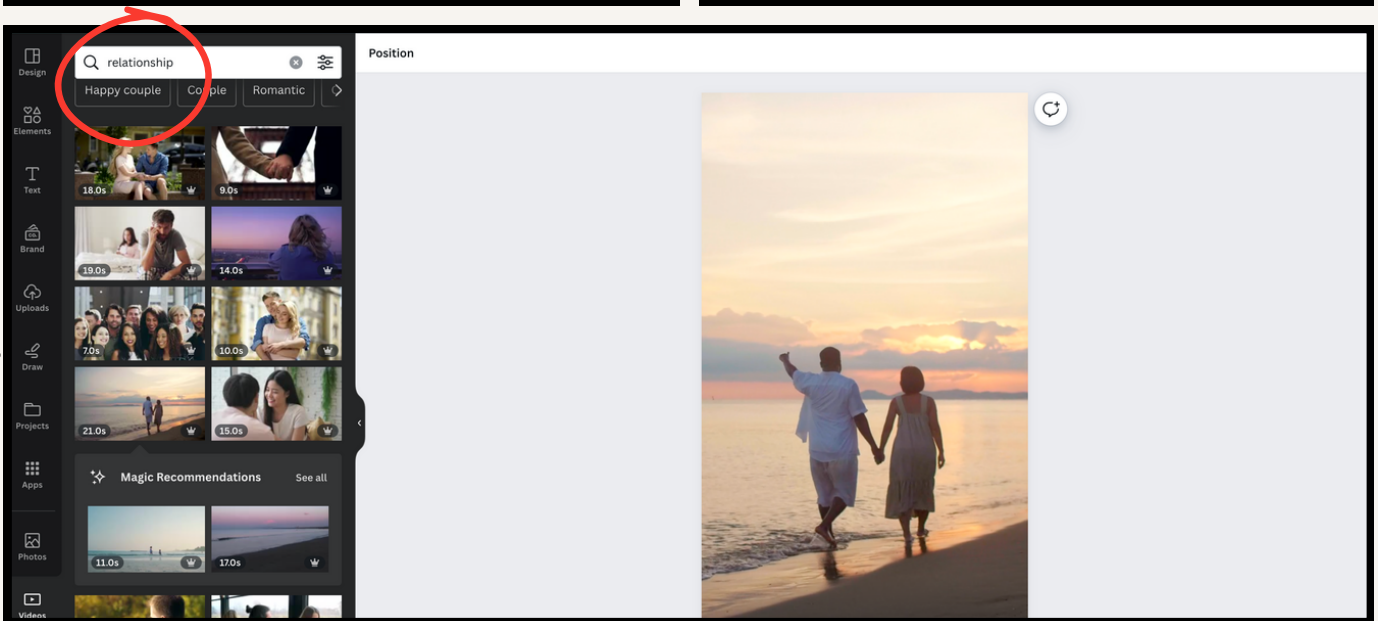 Position
relationship
Happy couple
Couple
Romantic
Design
Elements
Text
Brand
Uploads
Draw
Projects
Apps
Photos
Videos
18.0s
9.0s
19.0s
14.0s
7.0s
10.0s
21.0s
15.0s
Magic Recommendations
See all
11.0s
17.0s